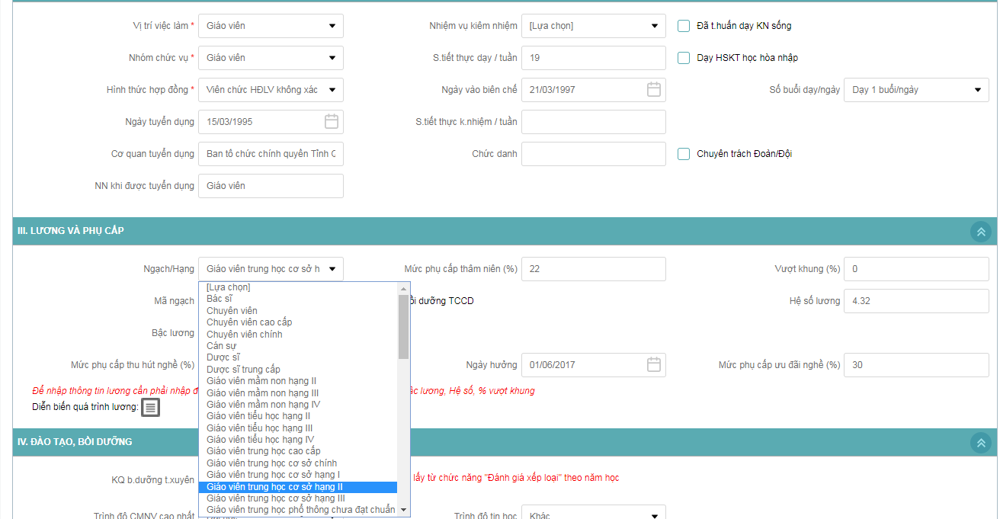 Vị trí việc làm * Giáo viên Nhiệm vụ kiêm nhiệm [Lựa chọn] Đã t.huấn dạy KN sống
Nhóm chức vụ * Giáo viên S.tiết thực dạy / tuần 19 Dạy HSKT học hòa nhập
Hình thức hợp đồng * Viên chức HĐLV không xác Ngày vào biên chế 21/03/1997 Số buổi dạy/ngày Dạy 1 buổi/ngày
Ngày tuyển dụng 15/03/1995 S.tiết thực k.nhiệm / tuần
Cơ quan tuyển dụng Ban tổ chức chính quyền Tỉnh Chức danh Chuyên trách Đoàn/Đội
NN khi được tuyển dụng Giáo viên
III. LƯƠNG VÀ PHỤ CẤP
Ngạch/Hạng Giáo viên trung học cơ sở h Mức phụ cấp thâm niên (%) 22 Vượt khung (%) 0
[Lựa chọn]
Mã ngạch Bác sĩ ồi dưỡng TCCD Hệ số lương 4.32
Chuyên viên
Chuyên viên cao cấp
Bậc lương Chuyên viên chính
Cán sự
Dược sĩ
Mức phụ cấp thu hút nghề (%) Dược sĩ trung cấp Ngày hưởng 01/06/2017 Mức phụ cấp ưu đãi nghề (%) 30
Giáo viên mầm non hạng II
Để nhập thông tin lương cần phải nhập đ Giáo viên mầm non hạng III ậc lương, Hệ số, % vượt khung
Diễn biến quá trình lương: Giáo viên mầm non hạng IV
Giáo viên tiểu học hạng II
Giáo viên tiểu học hạng III
IV. ĐÀO TẠO, BỒI DƯỠNG Giáo viên tiểu học hạng IV
Giáo viên trung học cao cấp
Giáo viên trung học cơ sở chính
KQ b.dưỡng t.xuyên Giáo viên trung học cơ sở hạng I lấy từ chức năng "Đánh giá xếp loại" theo năm học
Giáo viên trung học cơ sở hạng II
Giáo viên trung học cơ sở hạng III
Giáo viên trung học phổ thông chưa đạt chuẩn
Trình độ CMNV cao nhất Trình độ tin học Khác